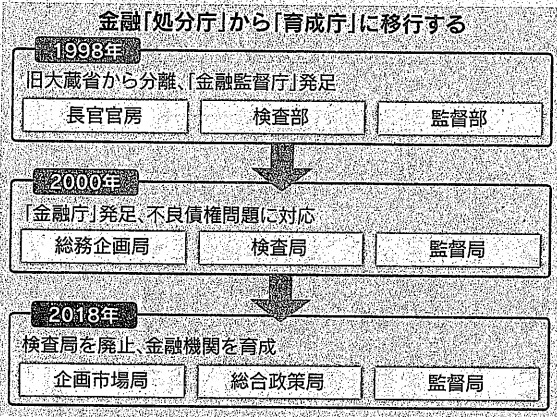 金融「処分庁」から「育成庁」に移行する
1998年
旧大蔵省から分離、「金融監督庁」発足
長官官房 検査部 監督部
2000年
「金融庁」発足、不良債権問題に対応
総務企画局 検査局 監督局
2018年
検査局を廃止、金融機関を育成
企画市場局 総合政策局 監督局